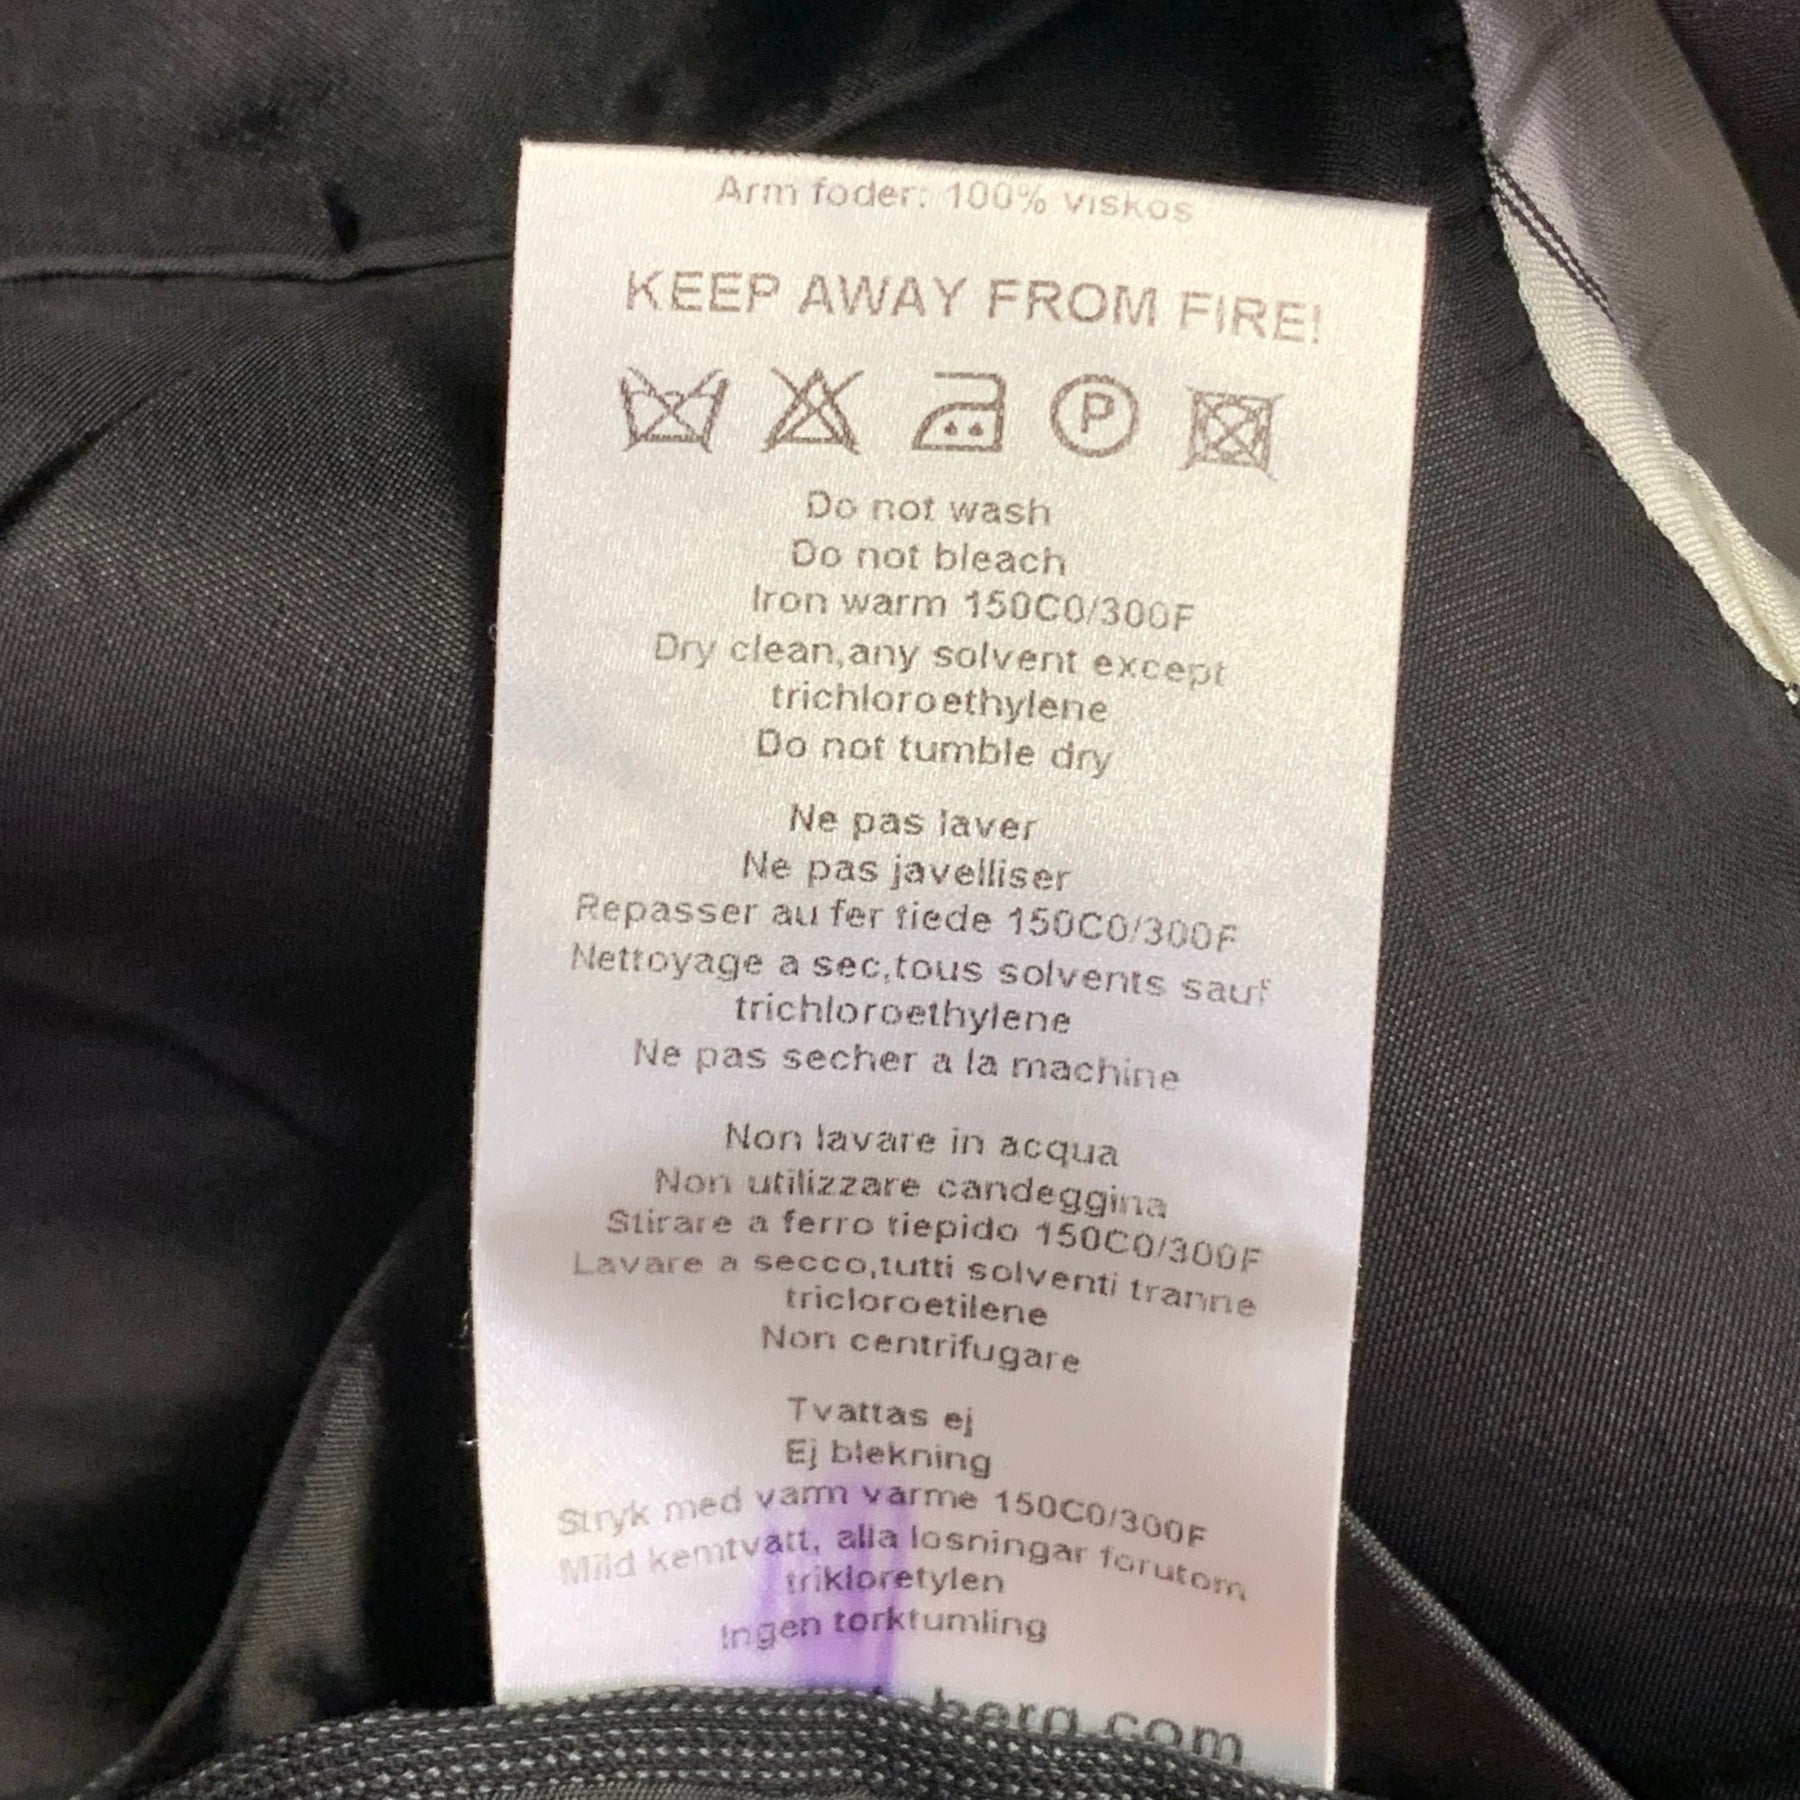 Arm foder: 100% viskos
KEEP AWAY FROM FIRE!
P
Do not wash
Do not bleach
Iron warm 150C0/300F
Dry clean,any solvent except
trichloroethylene
Do not tumble dry
Ne pas laver
Ne pas javelliser
Repasser au fer tiede 150C0/300F
Nettoyage a sec,tous solvents sauf
trichloroethylene
Ne pas secher a la machine
Non lavare in acqua
Non utilizzare candeggina
Stirare a ferro tiepido 150C0/300F
Lavare a secco,tutti solventi tranne
tricloroetilene
Non centrifugare
Tvattas ej
Ej blekning
Stryk med varm varme 150C0/300F
Mild kemtvatt, alla losningar forutom
trikloretylen
Ingen torktumling
berg.com